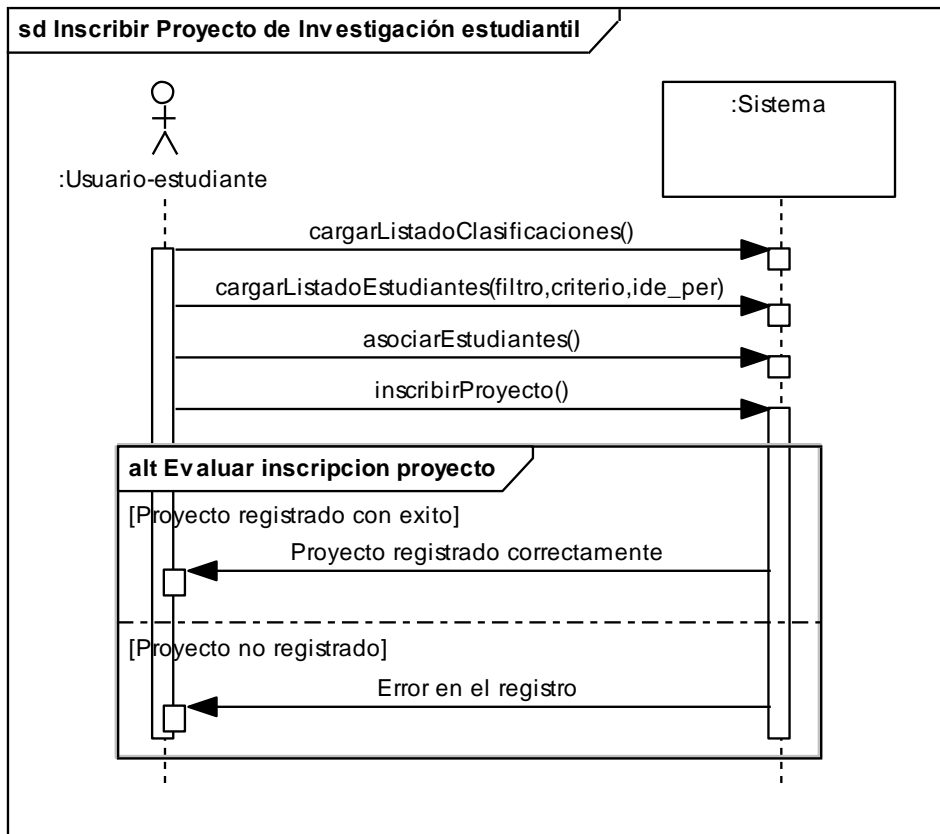 sd Inscribir Proyecto de Investigación estudiantil
:Sistema
:Usuario-estudiante
cargarListadoClasificaciones()
cargarListadoEstudiantes(filtro,criterio,ide_per)
asociarEstudiantes()
inscribirProyecto()
alt Evaluar inscripcion proyecto
[Proyecto registrado con exito]
Proyecto registrado correctamente
[Proyecto no registrado]
Error en el registro